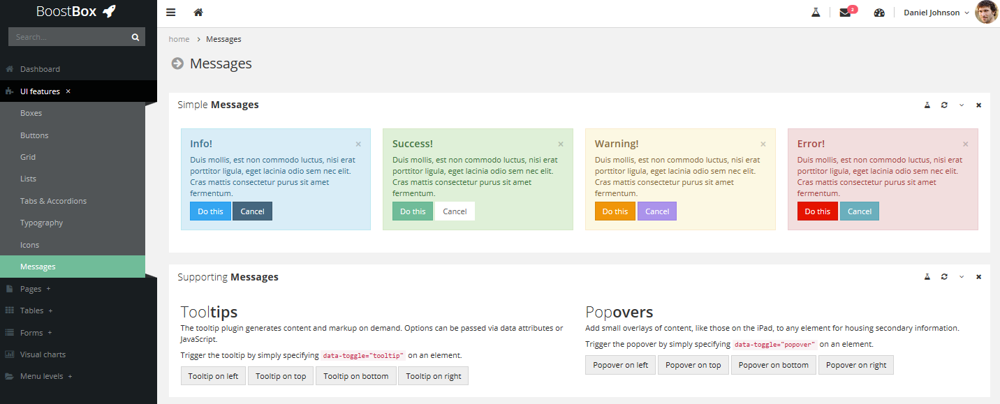 BoostBox
2
Daniel Johnson
Search...
home > Messages
Messages
Dashboard
UI features ×
Boxes
Buttons
Grid
Lists
Tabs & Accordions
Typography
Icons
Messages
Pages +
Tables +
Forms +
Visual charts
Menu levels +
Simple Messages
Info! ×
Duis mollis, est non commodo luctus, nisi erat
porttitor ligula, eget lacinia odio sem nec elit.
Cras mattis consectetur purus sit amet
fermentum.
Do this Cancel
Success! ×
Duis mollis, est non commodo luctus, nisi erat
porttitor ligula, eget lacinia odio sem nec elit.
Cras mattis consectetur purus sit amet
fermentum.
Do this Cancel
Warning! ×
Duis mollis, est non commodo luctus, nisi erat
porttitor ligula, eget lacinia odio sem nec elit.
Cras mattis consectetur purus sit amet
fermentum.
Do this Cancel
Error! ×
Duis mollis, est non commodo luctus, nisi erat
porttitor ligula, eget lacinia odio sem nec elit.
Cras mattis consectetur purus sit amet
fermentum.
Do this Cancel
Supporting Messages
Tooltips
The tooltip plugin generates content and markup on demand. Options can be passed via data attributes or
JavaScript.
Trigger the tooltip by simply specifying data-toggle="tooltip" on an element.
Tooltip on left Tooltip on top Tooltip on bottom Tooltip on right
Popovers
Add small overlays of content, like those on the iPad, to any element for housing secondary information.
Trigger the popover by simply specifying data-toggle="popover" on an element.
Popover on left Popover on top Popover on bottom Popover on right